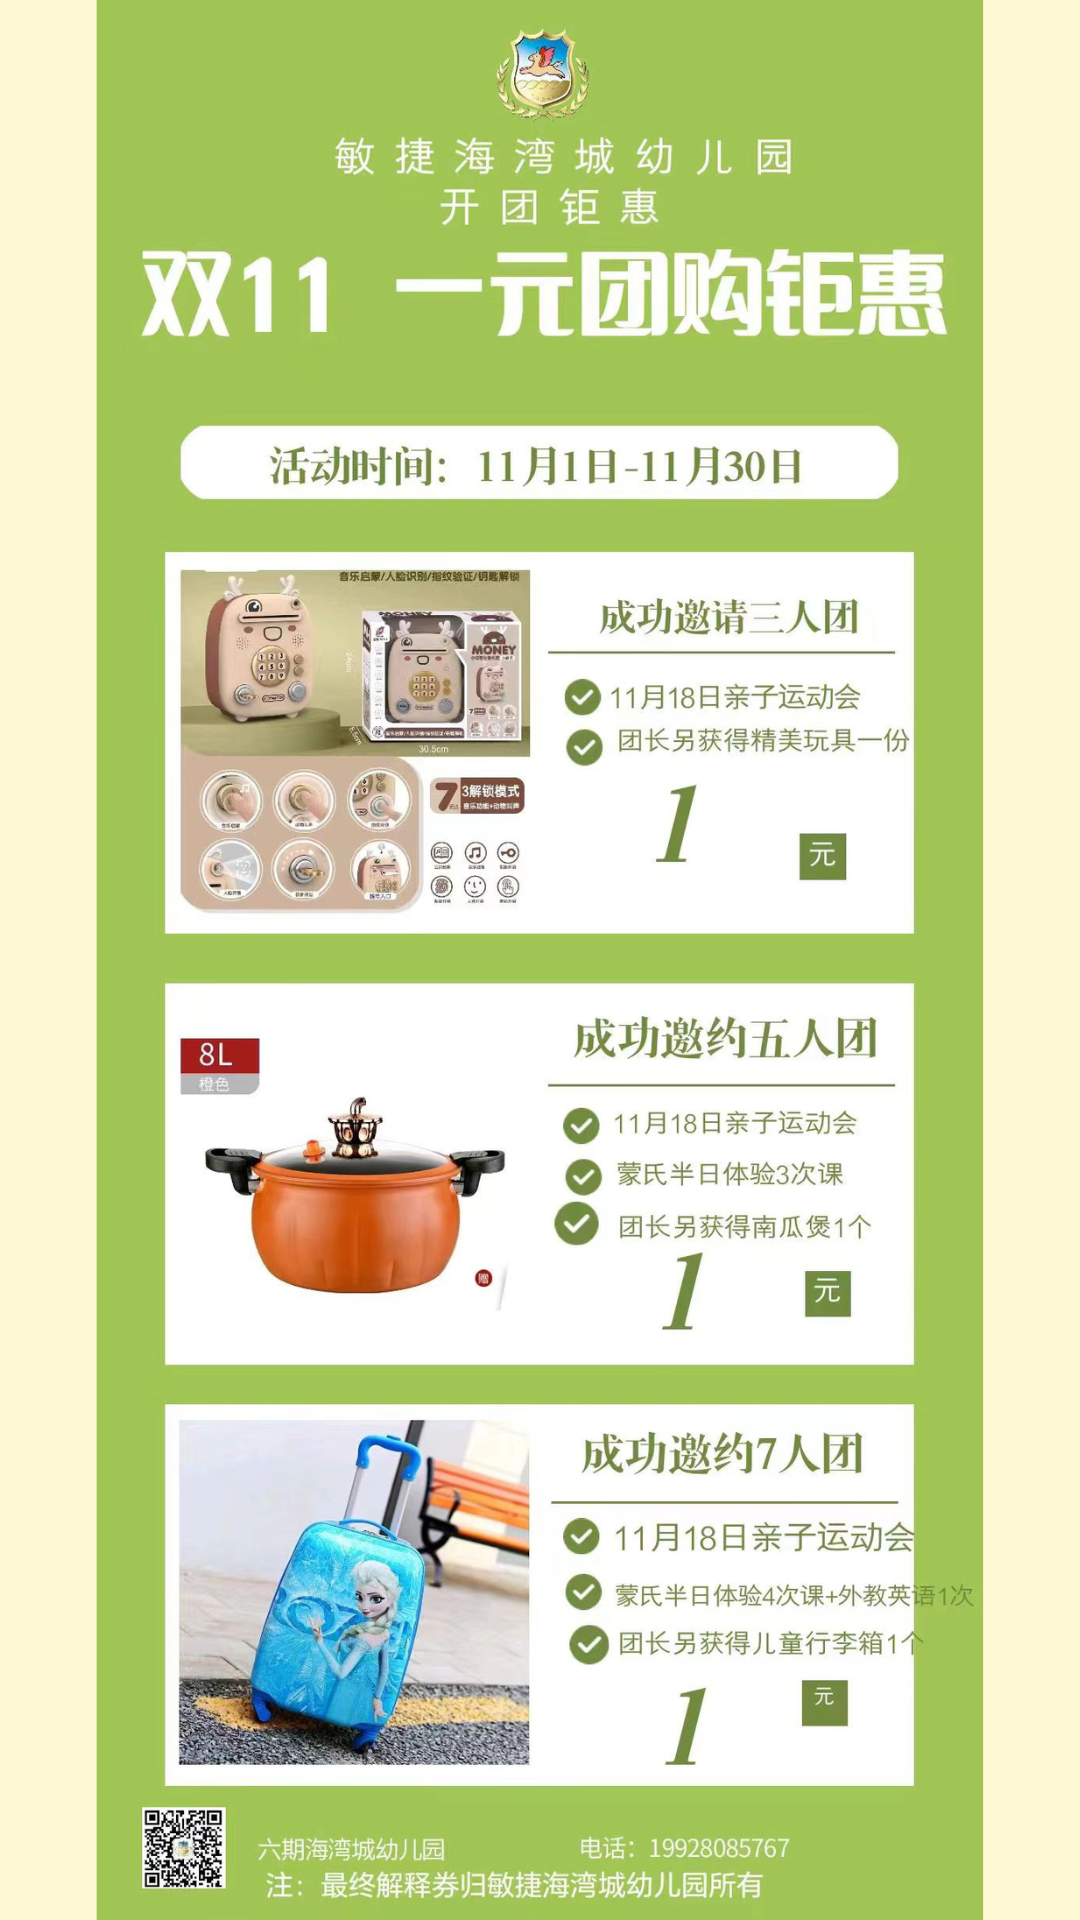 敏捷海湾城幼儿园
开团钜惠
双11 一元团购钜惠
活动时间：11月1日-11月30日
音乐启蒙/人脸识别/指纹验证/钥匙解锁
MONEY
MONEY
30.5cm
7
3解锁模式
音乐功能+动物叫声
成功邀请三人团
11月18日亲子运动会
团长另获得精美玩具一份
1元
8L
橙色
赠
成功邀约五人团
11月18日亲子运动会
蒙氏半日体验3次课
团长另获得南瓜煲1个
1元
成功邀约7人团
11月18日亲子运动会
蒙氏半日体验4次课+外教英语1次
团长另获得儿童行李箱1个
1元
六期海湾城幼儿园 电话：19928085767
注：最终解释券归敏捷海湾城幼儿园所有